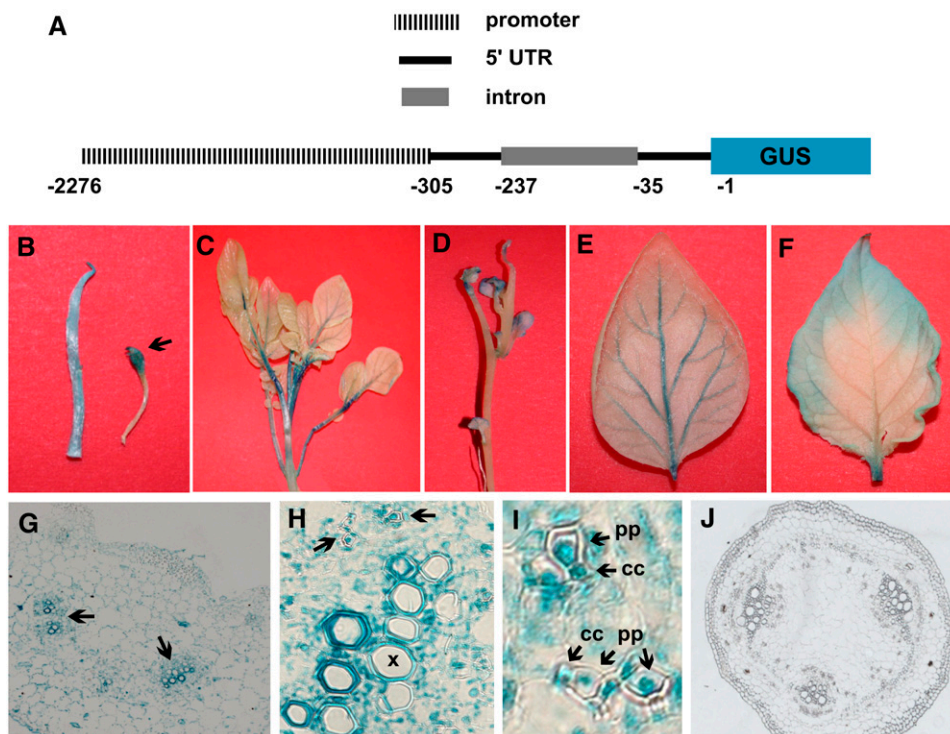 A
promoter
5' UTR
intron
GUS
-2276 -305 -237 -35 -1
B C D E F
G H I J
pp
cc
cc pp
x